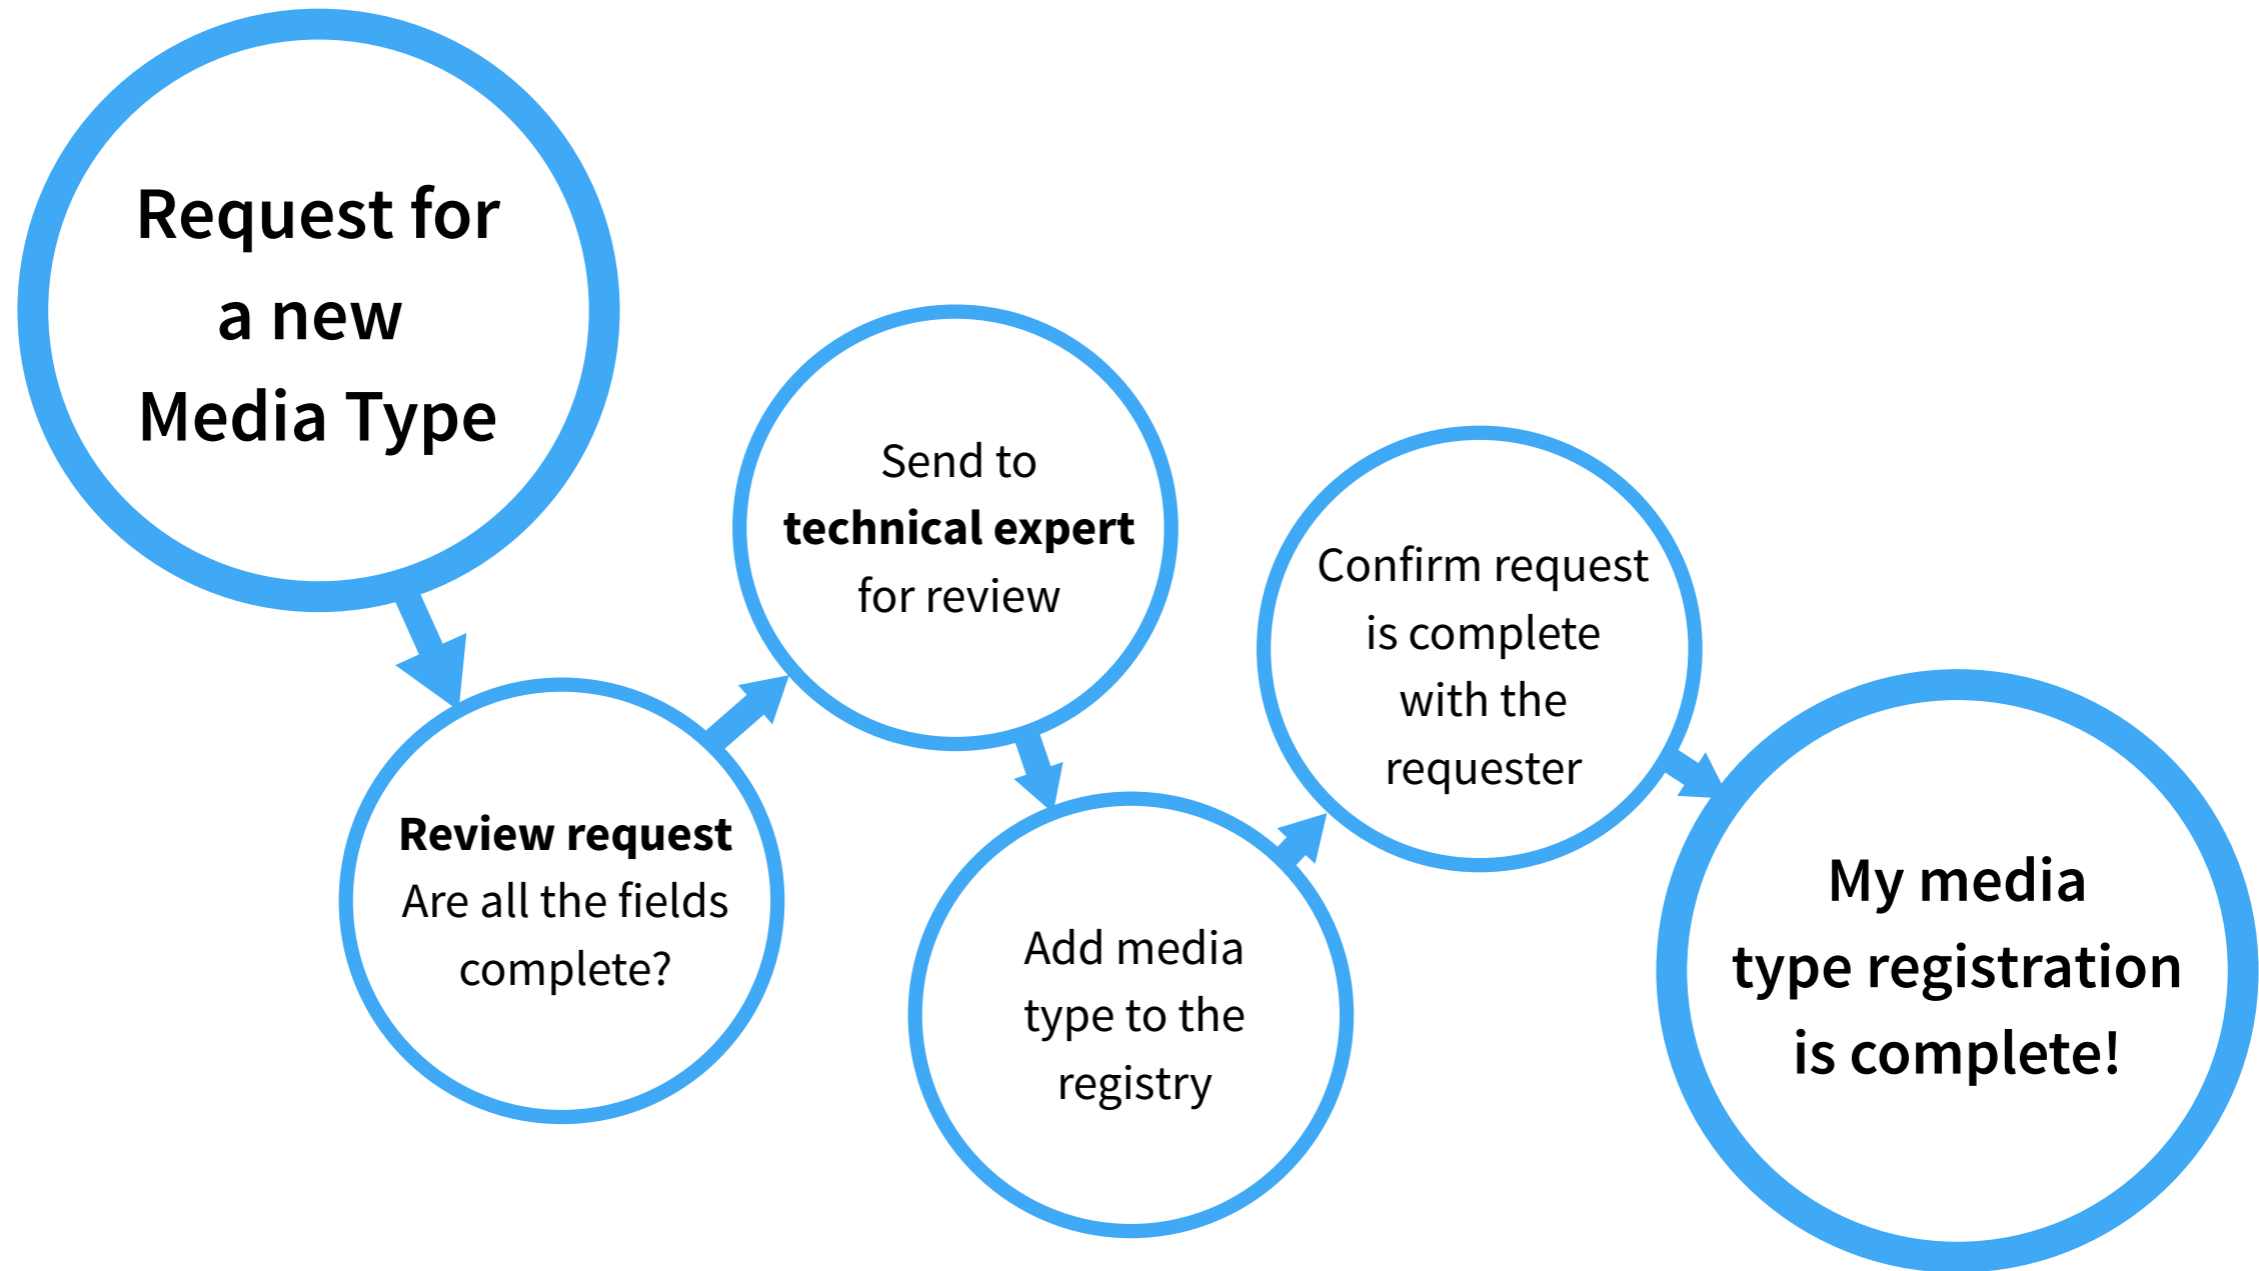 Request for
a new
Media Type
Review request
Are all the fields
complete?
Send to
technical expert
for review
Add media
type to the
registry
Confirm request
is complete
with the
requester
My media
type registration
is complete!